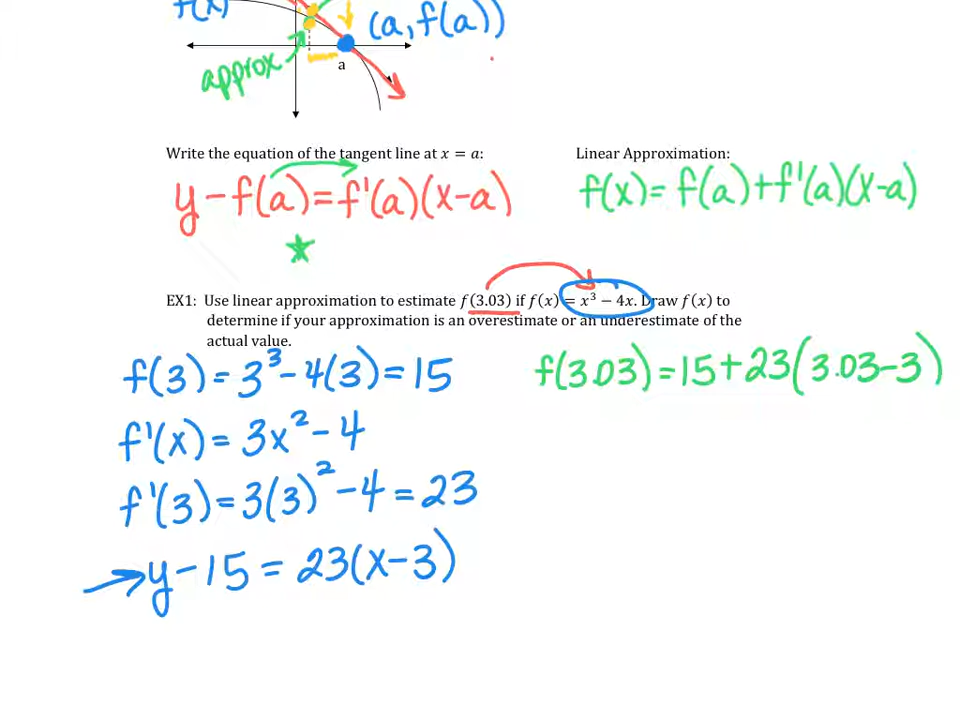 f(x)
(a, f(a))
approx
a
Write the equation of the tangent line at x = a:
Linear Approximation:
y − f(a) = f'(a)(x−a)
f(x) = f(a) + f'(a)(x−a)
EX1: Use linear approximation to estimate f(3.03) if f(x) = x³ − 4x. Draw f(x) to
determine if your approximation is an overestimate or an underestimate of the
actual value.
f(3) = 3³ − 4(3) = 15
f(3.03) = 15 + 23(3.03 − 3)
f'(x) = 3x² − 4
f'(3) = 3(3)² − 4 = 23
→ y − 15 = 23(x − 3)